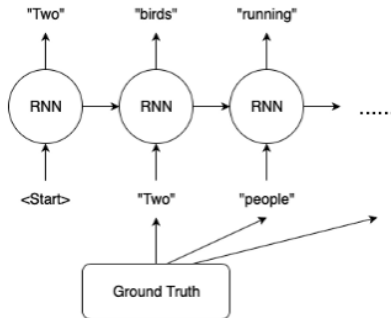 "Two" "birds" "running"
RNN RNN RNN ......
<Start> "Two" "people"
Ground Truth